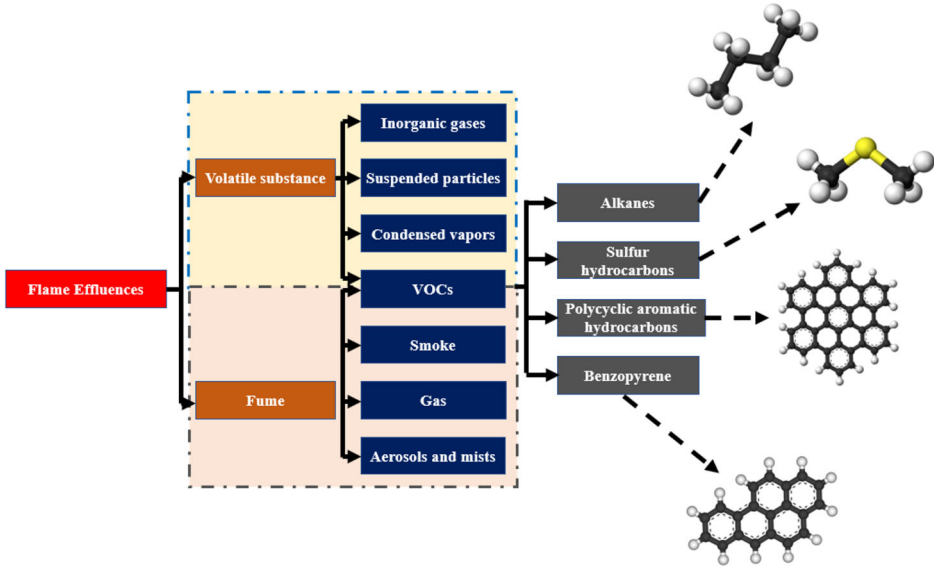 Flame Effluences
Volatile substance
Fume
Inorganic gases
Suspended particles
Condensed vapors
VOCs
Smoke
Gas
Aerosols and mists
Alkanes
Sulfur
hydrocarbons
Polycyclic aromatic
hydrocarbons
Benzopyrene